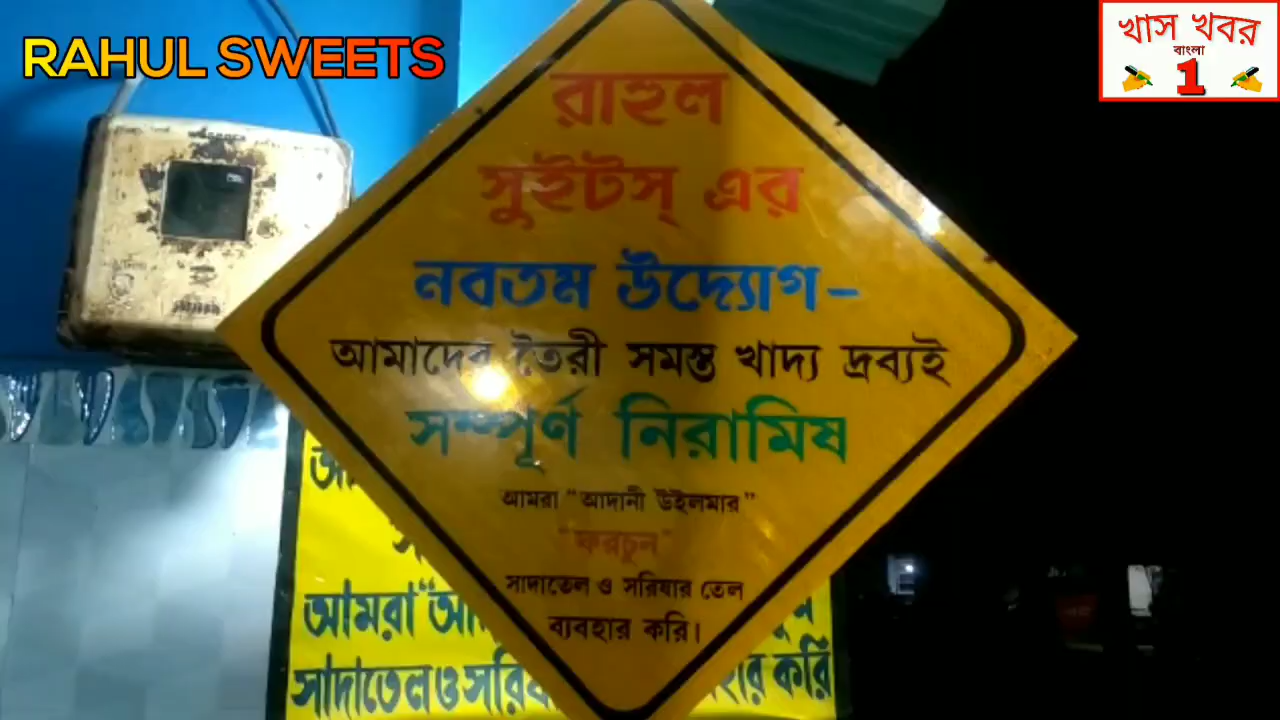 RAHUL SWEETS
খাস খবর
বাংলা
1
রাহুল
সুইটস্ এর
নবতম উদ্যোগ-
আমাদের তৈরী সমস্ত খাদ্য দ্রব্যই
সম্পূর্ণ নিরামিষ
আমরা "আদানী উইলমার"
"ফরচুন"
সাদাতেল ও সরিষার তেল
ব্যবহার করি।
আমরা
সাদাতেল ও করি